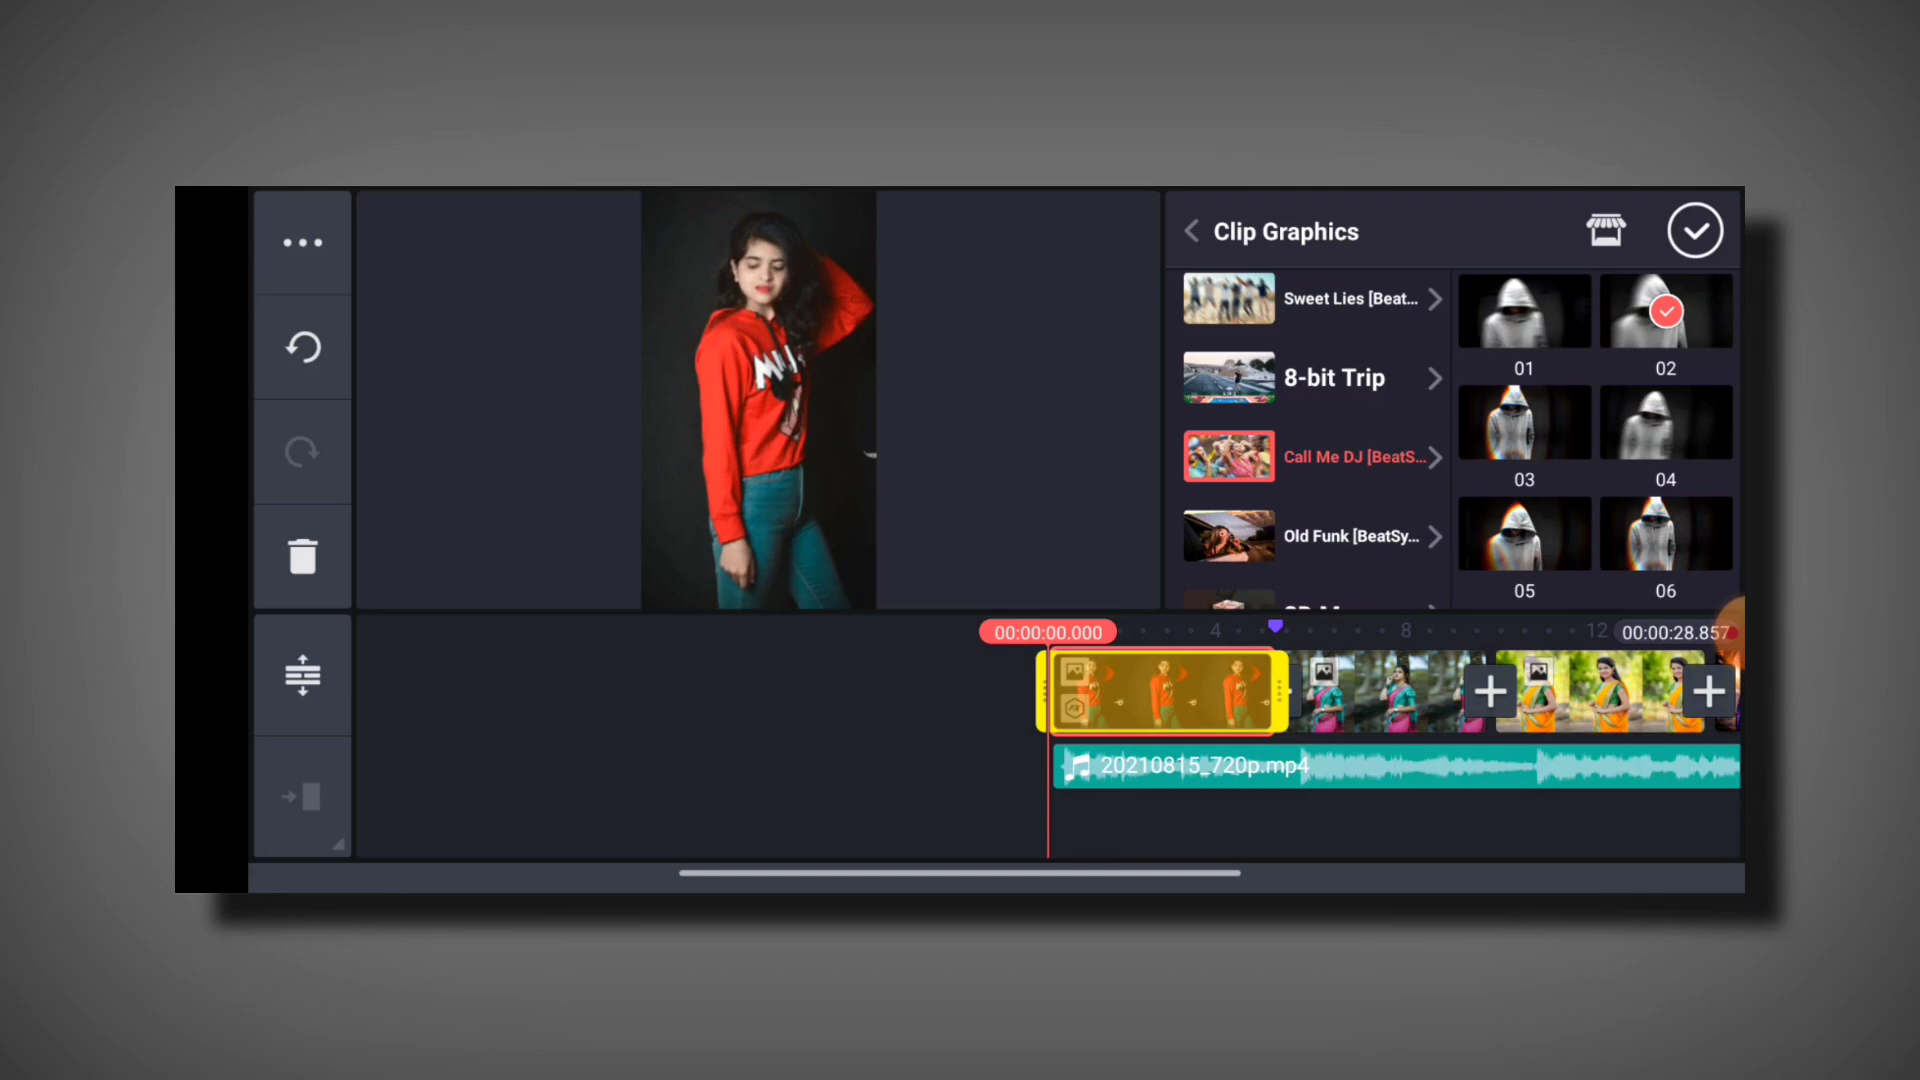 Clip Graphics
Sweet Lies [Beat...
8-bit Trip
Call Me DJ [BeatS...
Old Funk [BeatSy...
01
02
03
04
05
06
00:00:00.000
4
8
12
00:00:28.857
20210815_720p.mp4